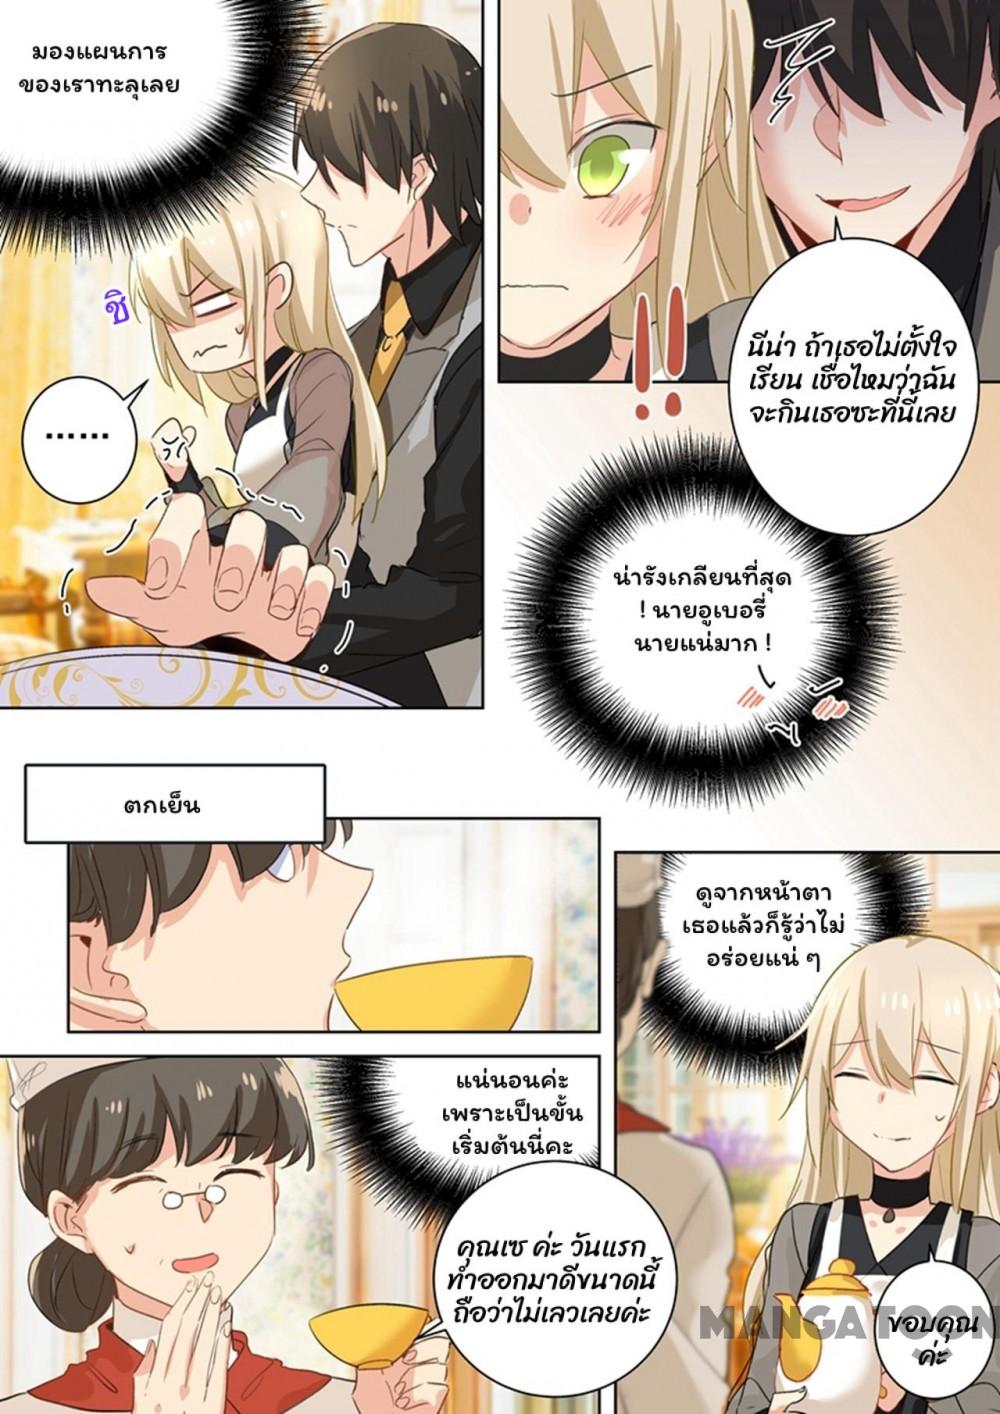 มองแผนการ
ของเราทะลุเลย
ชิ
......
นีน่า ถ้าเธอไม่ตั้งใจ
เรียน เชื่อไหมว่าฉัน
จะกินเธอซะที่นี่เลย
!!
น่ารังเกลียนที่สุด
! นายอูเบอรี่
นายแน่มาก !
ตกเย็น
ดูจากหน้าตา
เธอแล้วก็รู้ว่าไม่
อร่อยแน่ ๆ
แน่นอนค่ะ
เพราะเป็นขั้น
เริ่มต้นนี่คะ
คุณเซ ค่ะ วันแรก
ทำออกมาดีขนาดนี้
ถือว่าไม่เลวเลยค่ะ
ขอบคุณ
ค่ะ
MANGATOON